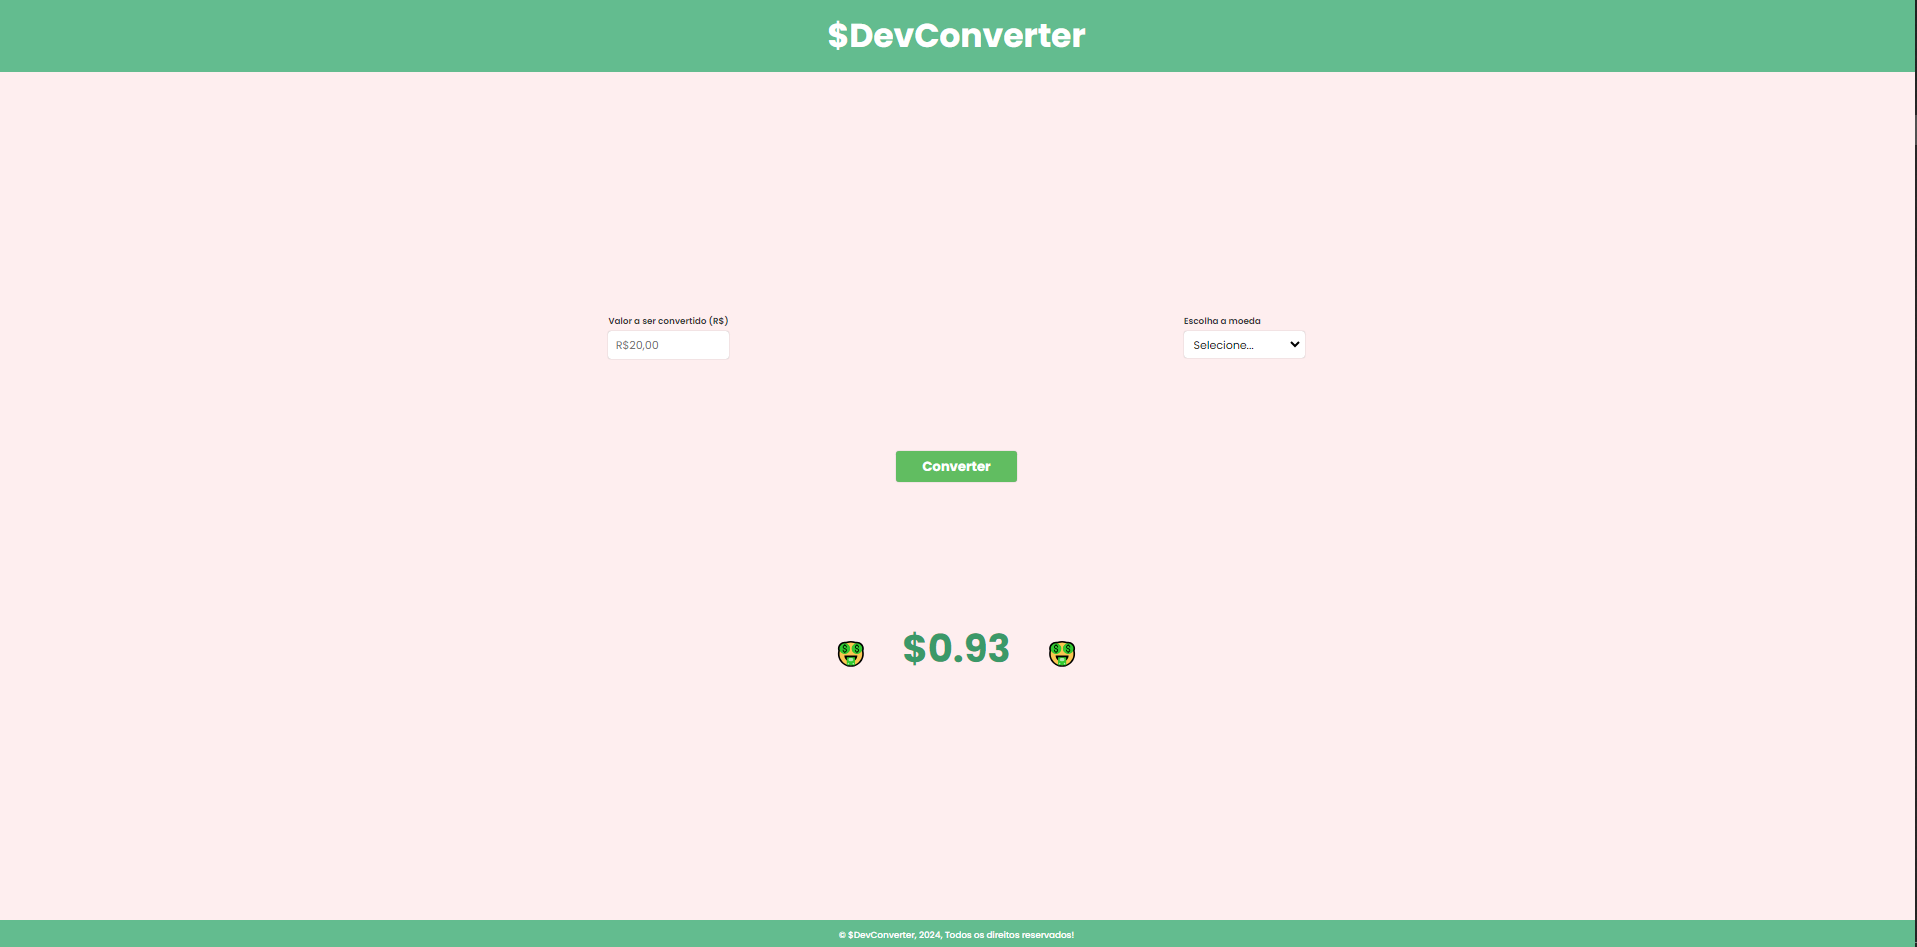 $DevConverter
Valor a ser convertido (R$)
Escolha a moeda
R$20,00
Selecione...
Converter
$0.93
© $DevConverter, 2024, Todos os direitos reservados!